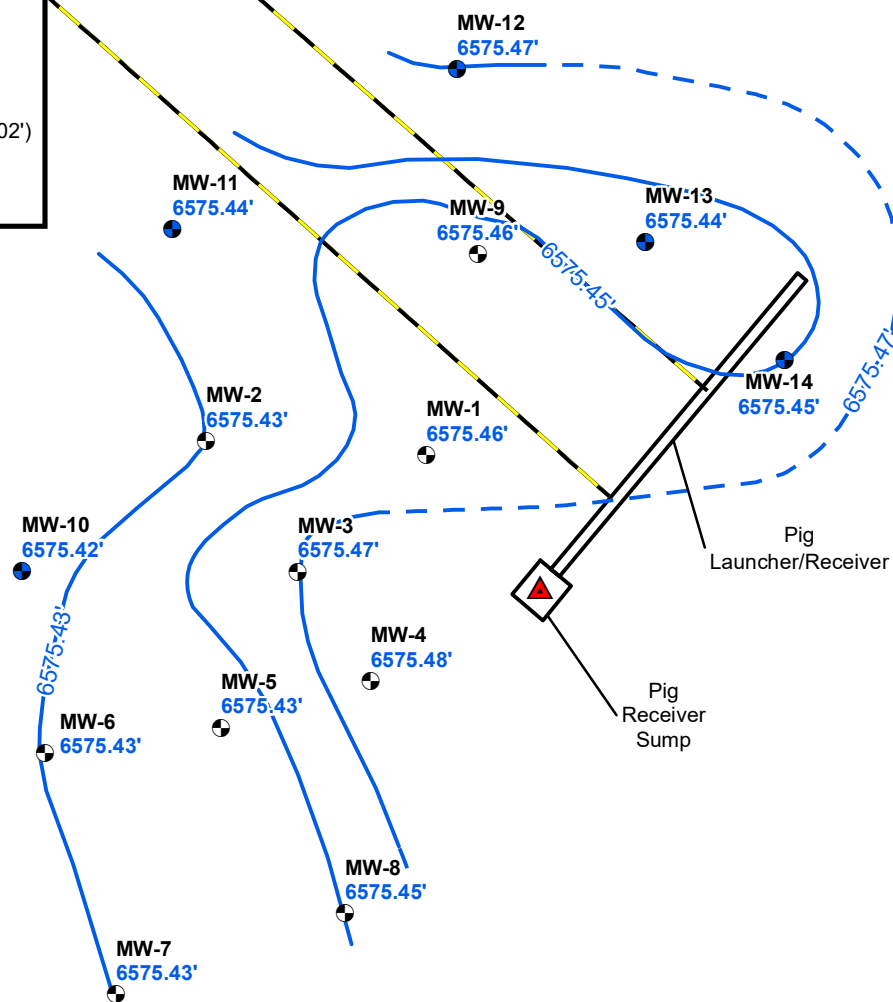 MW-12
6575.47'
02')
MW-11
6575.44'
MW-9
6575.46'
MW-13
6575.44'
6575.45'
6575.47'
MW-14
6575.45'
MW-2
6575.43'
MW-1
6575.46'
MW-10
6575.42'
MW-3
6575.47'
Pig
Launcher/Receiver
6575.43'
MW-4
6575.48'
MW-5
6575.43'
MW-6
6575.43'
Pig
Receiver
Sump
MW-8
6575.45'
MW-7
6575.43'